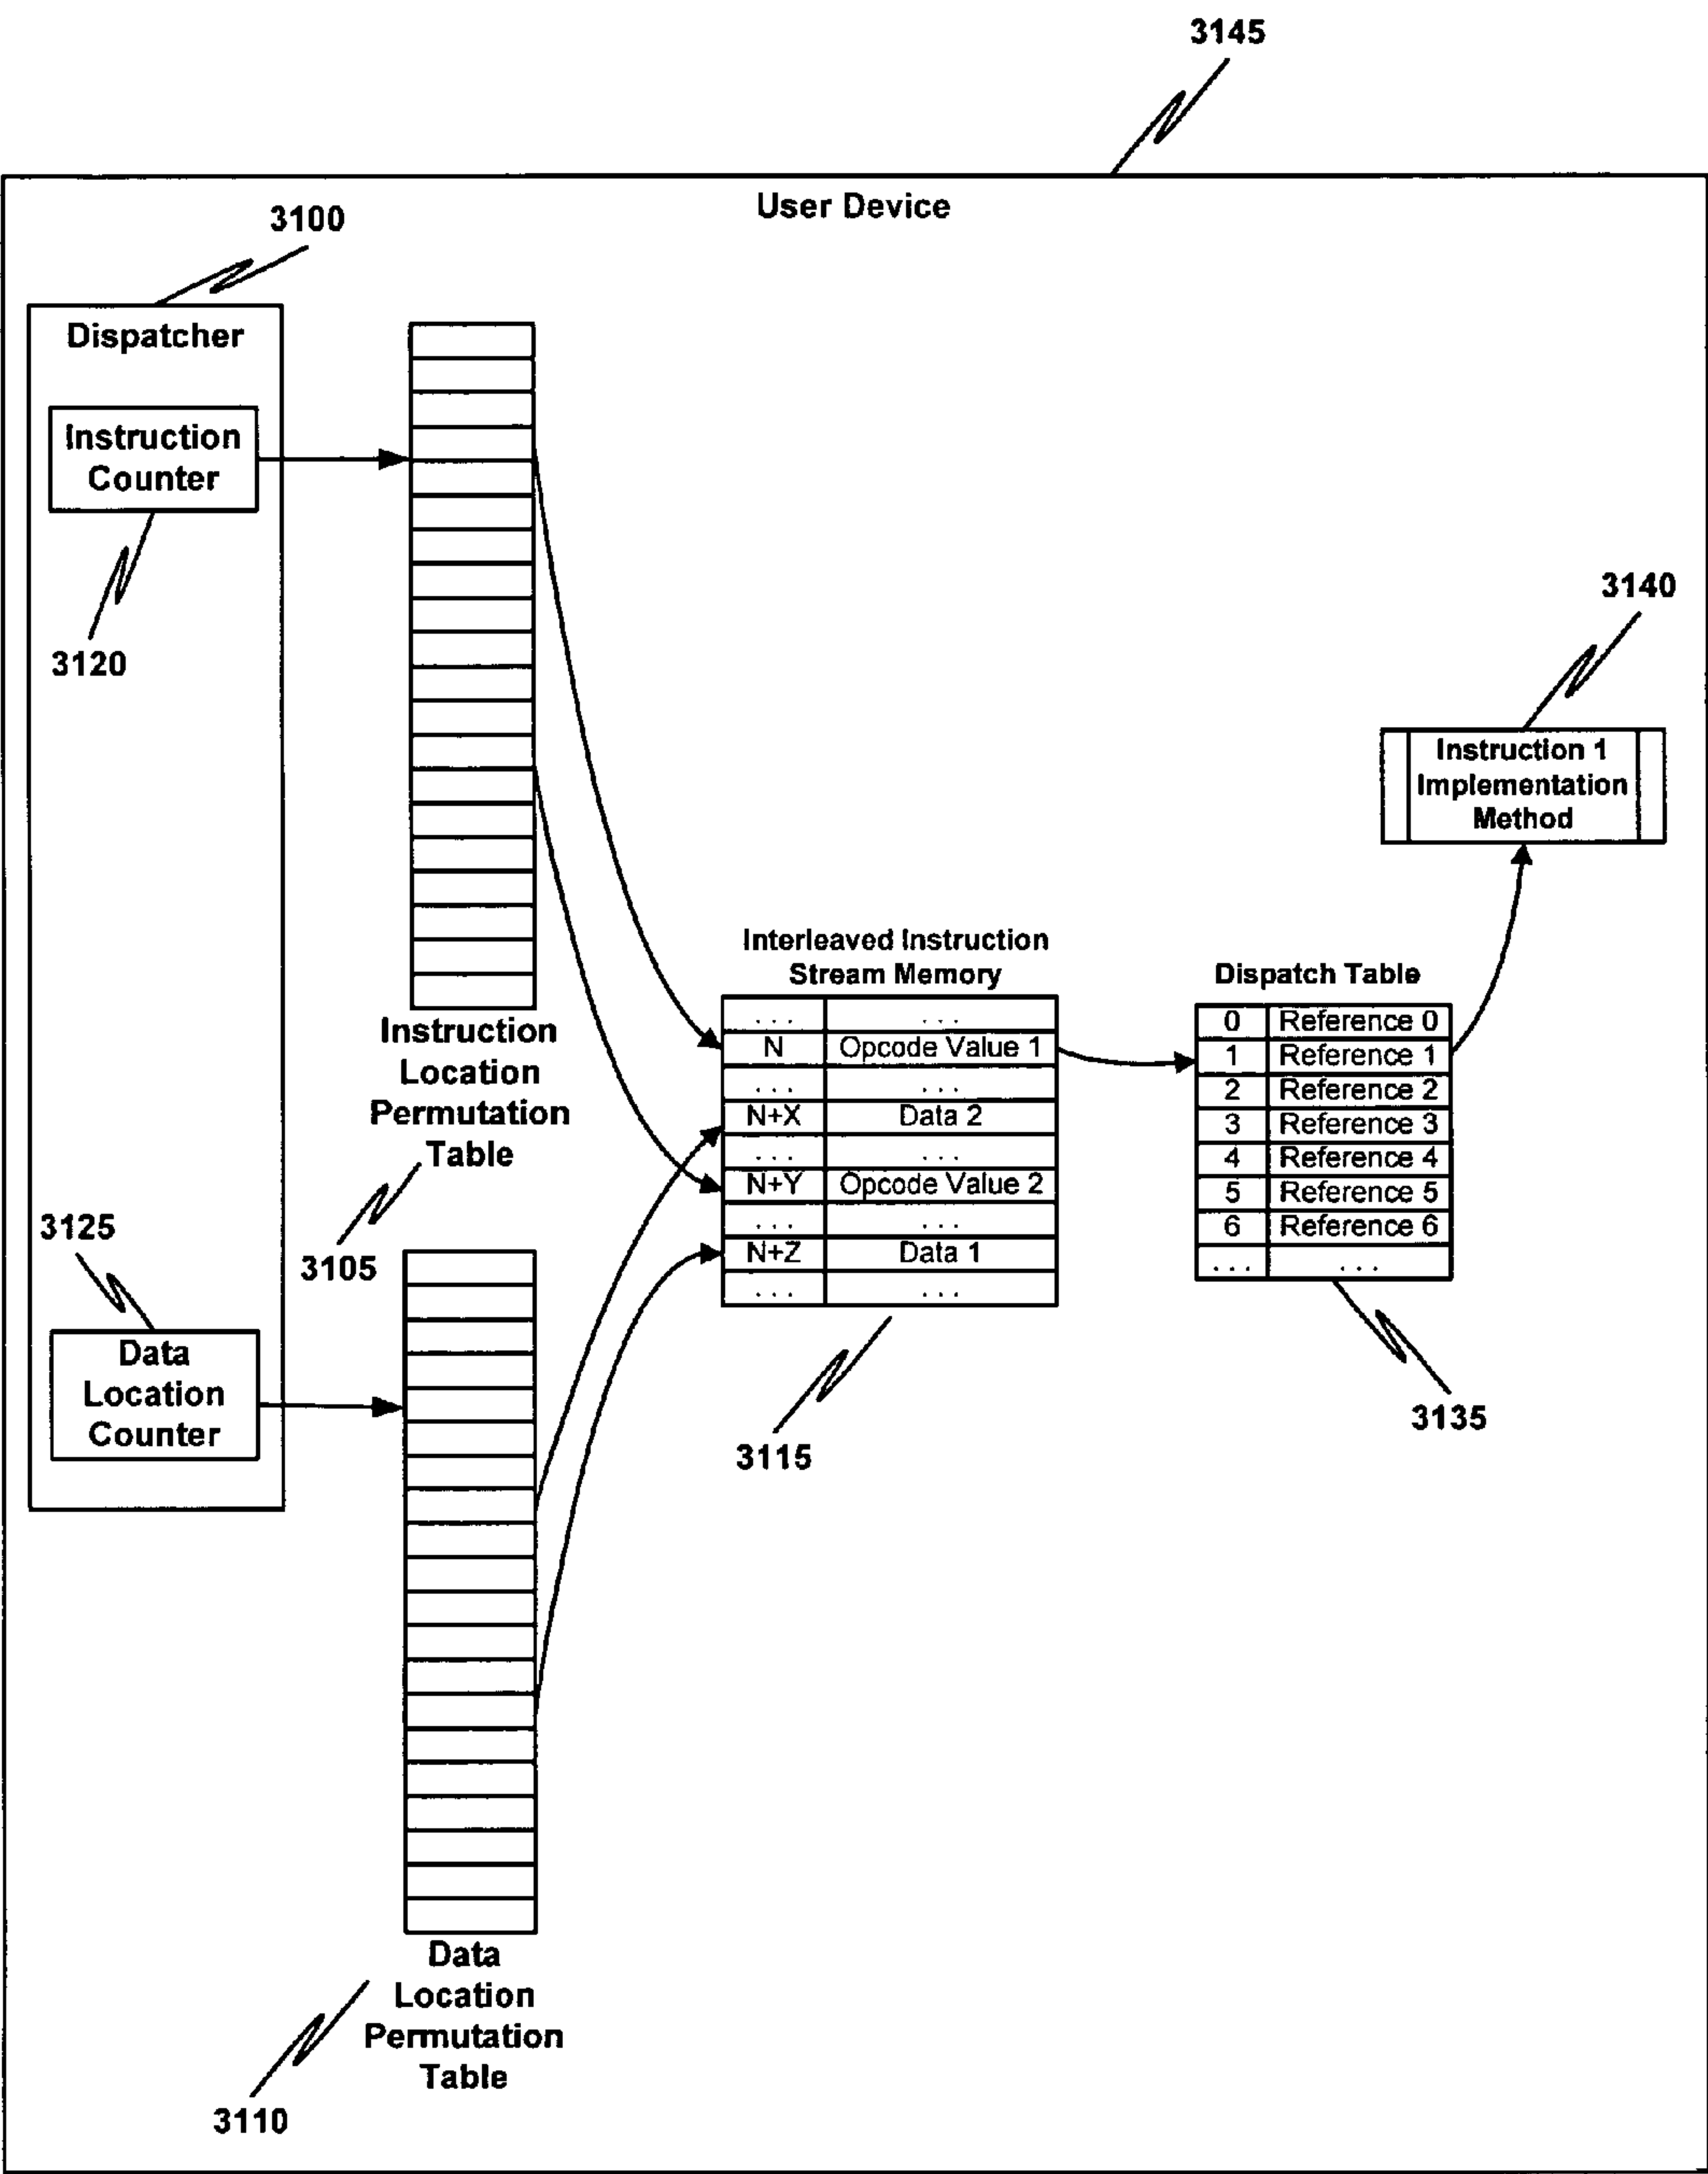 3145
User Device
3100
Dispatcher
Instruction
Counter
3120
Instruction
Location
Permutation
Table
3105
3125
Data
Location
Counter
Data
Location
Permutation
Table
3110
Interleaved Instruction
Stream Memory
. . . . . .
N Opcode Value 1
. . . . . .
N+X Data 2
. . . . . .
N+Y Opcode Value 2
. . . . . .
N+Z Data 1
. . . . . .
3115
Dispatch Table
0 Reference 0
1 Reference 1
2 Reference 2
3 Reference 3
4 Reference 4
5 Reference 5
6 Reference 6
. . . . . .
3135
3140
Instruction 1
Implementation
Method